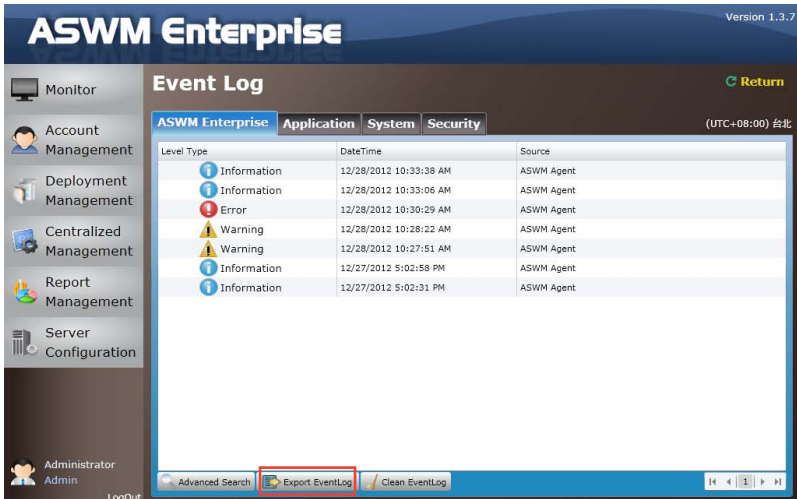 ASWM Enterprise
Version 1.3.7
Monitor
Account
Management
Deployment
Management
Centralized
Management
Report
Management
Server
Configuration
Administrator
Admin
LogOut
Event Log
Return
ASWM Enterprise Application System Security
(UTC+08:00) 台北
Level Type DateTime Source
Information 12/28/2012 10:33:38 AM ASWM Agent
Information 12/28/2012 10:33:06 AM ASWM Agent
Error 12/28/2012 10:30:29 AM ASWM Agent
Warning 12/28/2012 10:28:22 AM ASWM Agent
Warning 12/28/2012 10:27:51 AM ASWM Agent
Information 12/27/2012 5:02:58 PM ASWM Agent
Information 12/27/2012 5:02:31 PM ASWM Agent
Advanced Search Export EventLog Clean EventLog 1